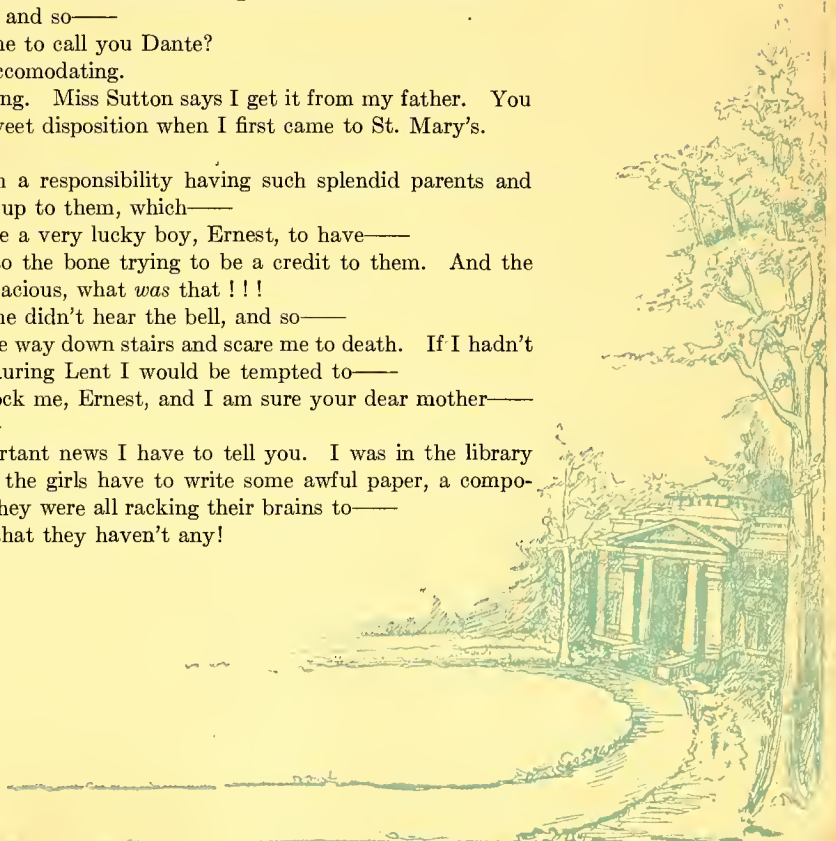 and so——
to call you Dante?
ccomodating.
ng. Miss Sutton says I get it from my father. You
eet disposition when I first came to St. Mary's.
a responsibility having such splendid parents and
up to them, which——
e a very lucky boy, Ernest, to have——
o the bone trying to be a credit to them. And the
acious, what was that ! ! !
ne didn't hear the bell, and so——
e way down stairs and scare me to death. If I hadn't
uring Lent I would be tempted to——
ck me, Ernest, and I am sure your dear mother——
rtant news I have to tell you. I was in the library
the girls have to write some awful paper, a compo-
hey were all racking their brains to——
hat they haven't any!